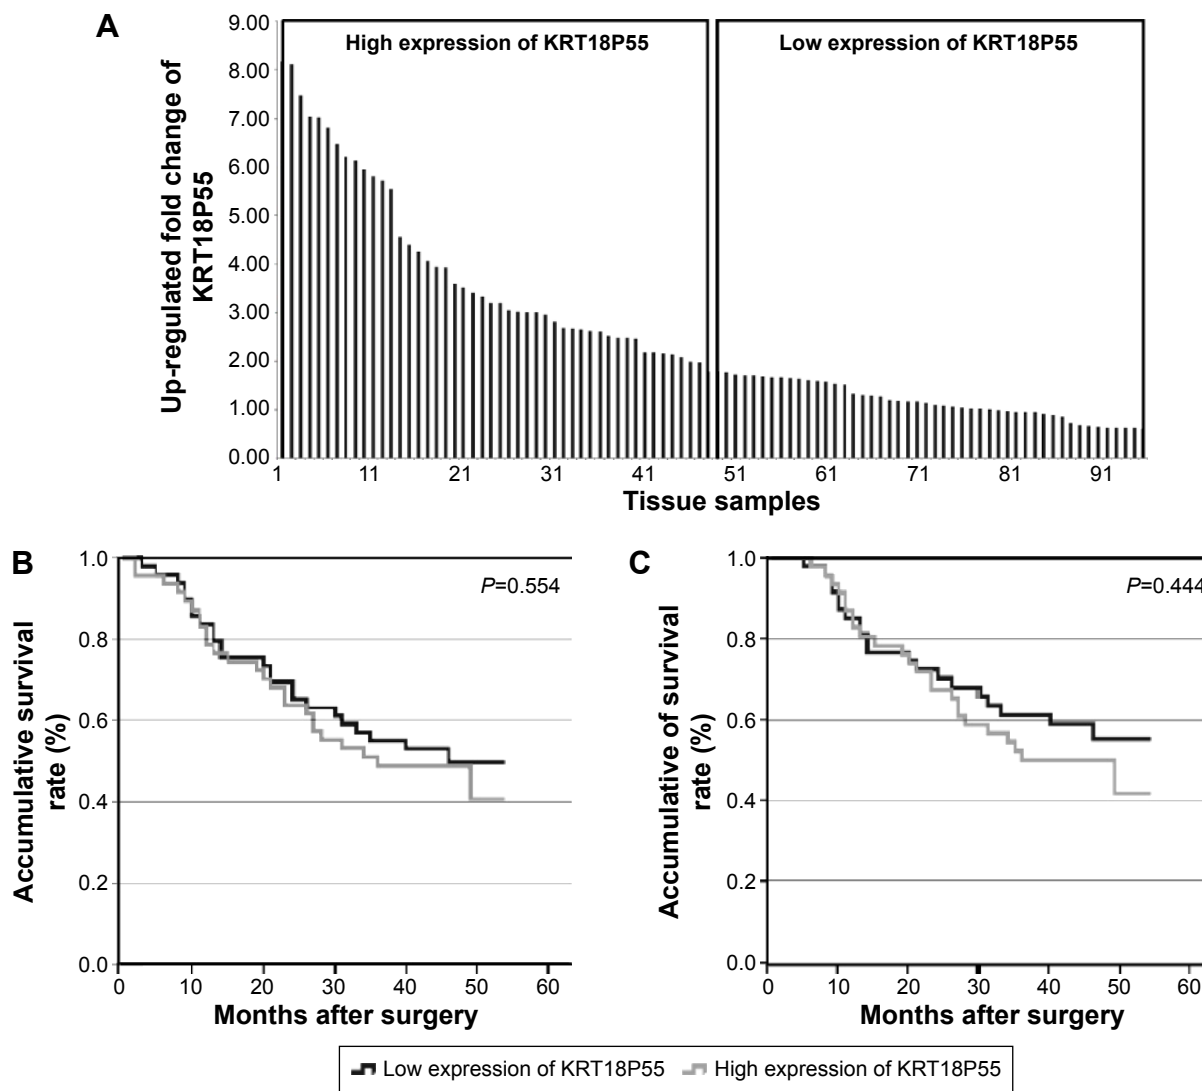 A
High expression of KRT18P55
Low expression of KRT18P55
Up-regulated fold change of
KRT18P55
9.00
8.00
7.00
6.00
5.00
4.00
3.00
2.00
1.00
0.00
1 11 21 31 41 51 61 71 81 91
Tissue samples
B
P=0.554
Accumulative survival
rate (%)
1.0
0.8
0.6
0.4
0.2
0.0
0 10 20 30 40 50 60
Months after surgery
C
P=0.444
Accumulative of survival
rate (%)
1.0
0.8
0.6
0.4
0.2
0.0
0 10 20 30 40 50 60
Months after surgery
Low expression of KRT18P55 High expression of KRT18P55